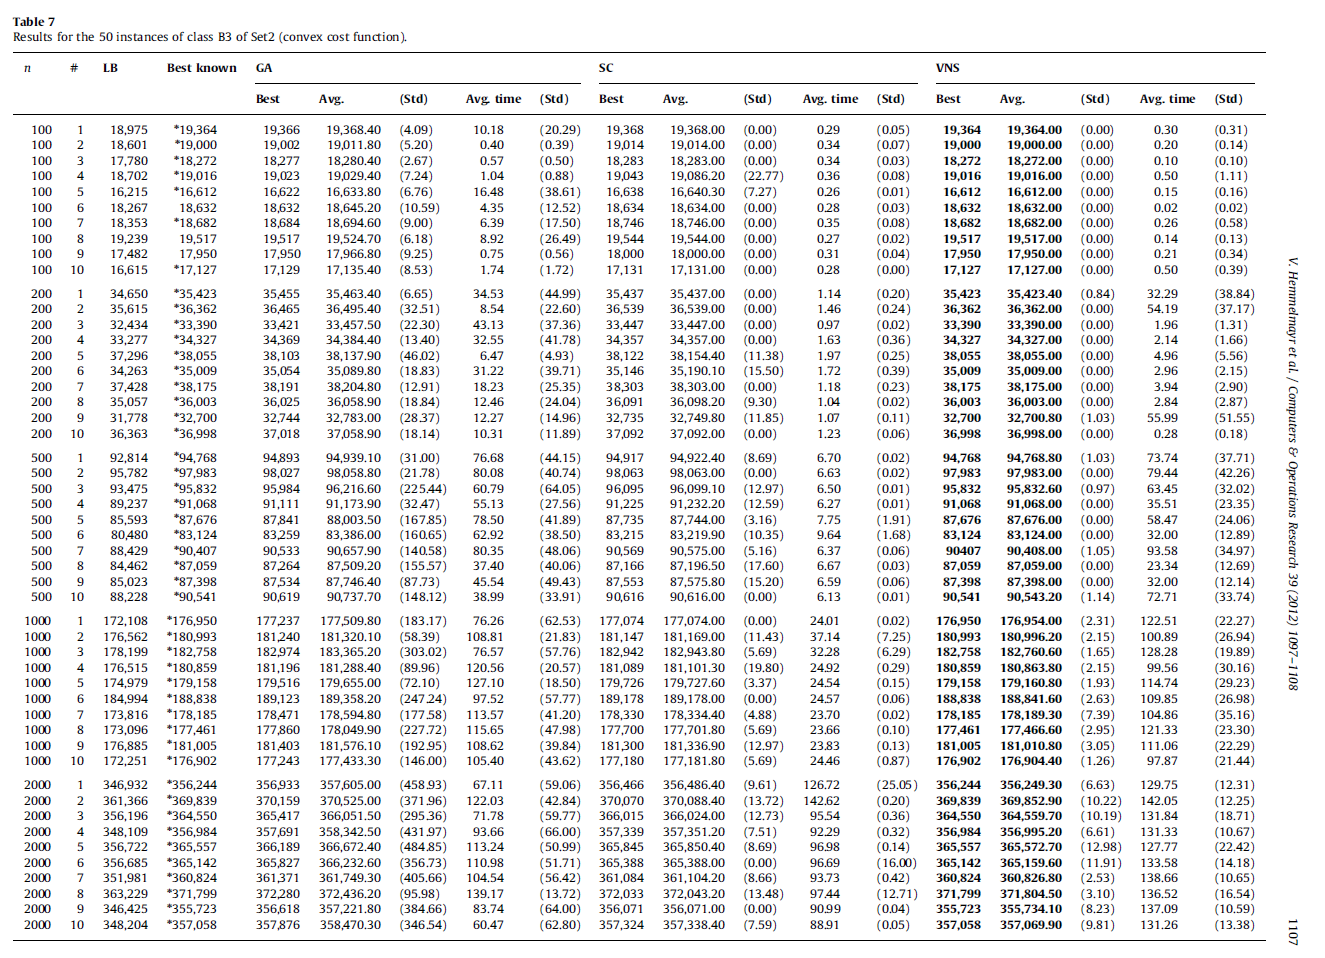 Table 7
Results for the 50 instances of class B3 of Set2 (convex cost function).
n # LB Best known GA SC VNS
Best Avg. (Std) Avg. time (Std) Best Avg. (Std) Avg. time (Std) Best Avg. (Std) Avg. time (Std)
100 1 18,975 *19,364 19,366 19,368.40 (4.09) 10.18 (20.29) 19,368 19,368.00 (0.00) 0.29 (0.05) 19,364 19,364.00 (0.00) 0.30 (0.31)
100 2 18,601 *19,000 19,002 19,011.80 (5.20) 0.40 (0.39) 19,014 19,014.00 (0.00) 0.34 (0.07) 19,000 19,000.00 (0.00) 0.20 (0.14)
100 3 17,780 *18,272 18,277 18,280.40 (2.67) 0.57 (0.50) 18,283 18,283.00 (0.00) 0.34 (0.03) 18,272 18,272.00 (0.00) 0.10 (0.10)
100 4 18,702 *19,016 19,023 19,029.40 (7.24) 1.04 (0.88) 19,043 19,086.20 (22.77) 0.36 (0.08) 19,016 19,016.00 (0.00) 0.50 (1.11)
100 5 16,215 *16,612 16,622 16,633.80 (6.76) 16.48 (38.61) 16,638 16,640.30 (7.27) 0.26 (0.01) 16,612 16,612.00 (0.00) 0.15 (0.16)
100 6 18,267 18,632 18,632 18,645.20 (10.59) 4.35 (12.52) 18,634 18,634.00 (0.00) 0.28 (0.03) 18,632 18,632.00 (0.00) 0.02 (0.02)
100 7 18,353 *18,682 18,684 18,694.60 (9.00) 6.39 (17.50) 18,746 18,746.00 (0.00) 0.35 (0.08) 18,682 18,682.00 (0.00) 0.26 (0.58)
100 8 19,239 19,517 19,517 19,524.70 (6.18) 8.92 (26.49) 19,544 19,544.00 (0.00) 0.27 (0.02) 19,517 19,517.00 (0.00) 0.14 (0.13)
100 9 17,482 17,950 17,950 17,966.80 (9.25) 0.75 (0.56) 18,000 18,000.00 (0.00) 0.31 (0.04) 17,950 17,950.00 (0.00) 0.21 (0.34)
100 10 16,615 *17,127 17,129 17,135.40 (8.53) 1.74 (1.72) 17,131 17,131.00 (0.00) 0.28 (0.00) 17,127 17,127.00 (0.00) 0.50 (0.39)
200 1 34,650 *35,423 35,455 35,463.40 (6.65) 34.53 (44.99) 35,437 35,437.00 (0.00) 1.14 (0.20) 35,423 35,423.40 (0.84) 32.29 (38.84)
200 2 35,615 *36,362 36,465 36,495.40 (32.51) 8.54 (22.60) 36,539 36,539.00 (0.00) 1.46 (0.24) 36,362 36,362.00 (0.00) 54.19 (37.17)
200 3 32,434 *33,390 33,421 33,457.50 (22.30) 43.13 (37.36) 33,447 33,447.00 (0.00) 0.97 (0.02) 33,390 33,390.00 (0.00) 1.96 (1.31)
200 4 33,277 *34,327 34,369 34,384.40 (13.40) 32.55 (41.78) 34,357 34,357.00 (0.00) 1.63 (0.36) 34,327 34,327.00 (0.00) 2.14 (1.66)
200 5 37,296 *38,055 38,103 38,137.90 (46.02) 6.47 (4.93) 38,122 38,154.40 (11.38) 1.97 (0.25) 38,055 38,055.00 (0.00) 4.96 (5.56)
200 6 34,263 *35,009 35,054 35,089.80 (18.83) 31.22 (39.71) 35,146 35,190.10 (15.50) 1.72 (0.39) 35,009 35,009.00 (0.00) 2.96 (2.15)
200 7 37,428 *38,175 38,191 38,204.80 (12.91) 18.23 (25.35) 38,303 38,303.00 (0.00) 1.18 (0.23) 38,175 38,175.00 (0.00) 3.94 (2.90)
200 8 35,057 *36,003 36,025 36,058.90 (18.84) 12.46 (24.04) 36,091 36,098.20 (9.30) 1.04 (0.02) 36,003 36,003.00 (0.00) 2.84 (2.87)
200 9 31,778 *32,700 32,744 32,783.00 (28.37) 12.27 (14.96) 32,735 32,749.80 (11.85) 1.07 (0.11) 32,700 32,700.80 (1.03) 55.99 (51.55)
200 10 36,363 *36,998 37,018 37,058.90 (18.14) 10.31 (11.89) 37,092 37,092.00 (0.00) 1.23 (0.06) 36,998 36,998.00 (0.00) 0.28 (0.18)
500 1 92,814 *94,768 94,893 94,939.10 (31.00) 76.68 (44.15) 94,917 94,922.40 (8.69) 6.70 (0.02) 94,768 94,768.80 (1.03) 73.74 (37.71)
500 2 95,782 *97,983 98,027 98,058.80 (21.78) 80.08 (40.74) 98,063 98,063.00 (0.00) 6.63 (0.02) 97,983 97,983.00 (0.00) 79.44 (42.26)
500 3 93,475 *95,832 95,984 96,216.60 (225.44) 60.79 (64.05) 96,095 96,099.10 (12.97) 6.50 (0.01) 95,832 95,832.60 (0.97) 63.45 (32.02)
500 4 89,237 *91,068 91,111 91,173.90 (32.47) 55.13 (27.56) 91,225 91,232.20 (12.59) 6.27 (0.01) 91,068 91,068.00 (0.00) 35.51 (23.35)
500 5 85,593 *87,676 87,841 88,003.50 (167.85) 78.50 (41.89) 87,735 87,744.00 (3.16) 7.75 (1.91) 87,676 87,676.00 (0.00) 58.47 (24.06)
500 6 80,480 *83,124 83,259 83,386.00 (160.65) 62.92 (38.50) 83,215 83,219.90 (10.35) 9.64 (1.68) 83,124 83,124.00 (0.00) 32.00 (12.89)
500 7 88,429 *90,407 90,533 90,657.90 (140.58) 80.35 (48.06) 90,569 90,575.00 (5.16) 6.37 (0.06) 90407 90,408.00 (1.05) 93.58 (34.97)
500 8 84,462 *87,059 87,264 87,509.20 (155.57) 37.40 (40.06) 87,166 87,196.50 (17.60) 6.67 (0.03) 87,059 87,059.00 (0.00) 23.34 (12.69)
500 9 85,023 *87,398 87,534 87,746.40 (87.73) 45.54 (49.43) 87,553 87,575.80 (15.20) 6.59 (0.06) 87,398 87,398.00 (0.00) 32.00 (12.14)
500 10 88,228 *90,541 90,619 90,737.70 (148.12) 38.99 (33.91) 90,616 90,616.00 (0.00) 6.13 (0.01) 90,541 90,543.20 (1.14) 72.71 (33.74)
1000 1 172,108 *176,950 177,237 177,509.80 (183.17) 76.26 (62.53) 177,074 177,074.00 (0.00) 24.01 (0.02) 176,950 176,954.00 (2.31) 122.51 (22.27)
1000 2 176,562 *180,993 181,240 181,320.10 (58.39) 108.81 (21.83) 181,147 181,169.00 (11.43) 37.14 (7.25) 180,993 180,996.20 (2.15) 100.89 (26.94)
1000 3 178,199 *182,758 182,974 183,365.20 (303.02) 76.57 (57.76) 182,942 182,943.80 (5.69) 32.28 (6.29) 182,758 182,760.60 (1.65) 128.28 (19.89)
1000 4 176,515 *180,859 181,196 181,288.40 (89.96) 120.56 (20.57) 181,089 181,101.30 (19.80) 24.92 (0.29) 180,859 180,863.80 (2.15) 99.56 (30.16)
1000 5 174,979 *179,158 179,516 179,655.00 (72.10) 127.10 (18.50) 179,726 179,727.60 (3.37) 24.54 (0.15) 179,158 179,160.80 (1.93) 114.74 (29.23)
1000 6 184,994 *188,838 189,123 189,358.20 (247.24) 97.52 (57.77) 189,178 189,178.00 (0.00) 24.57 (0.06) 188,838 188,841.60 (2.63) 109.85 (26.98)
1000 7 173,816 *178,185 178,471 178,594.80 (177.58) 113.57 (41.20) 178,330 178,334.40 (4.88) 23.70 (0.02) 178,185 178,189.30 (7.39) 104.86 (35.16)
1000 8 173,096 *177,461 177,860 178,049.90 (227.72) 115.65 (47.98) 177,700 177,701.80 (5.69) 23.66 (0.10) 177,461 177,466.60 (2.95) 121.33 (23.30)
1000 9 176,885 *181,005 181,403 181,576.10 (192.95) 108.62 (39.84) 181,300 181,336.90 (12.97) 23.83 (0.13) 181,005 181,010.80 (3.05) 111.06 (22.29)
1000 10 172,251 *176,902 177,243 177,433.30 (146.00) 105.40 (43.62) 177,180 177,181.80 (5.69) 24.46 (0.87) 176,902 176,904.40 (1.26) 97.87 (21.44)
2000 1 346,932 *356,244 356,933 357,605.00 (458.93) 67.11 (59.06) 356,466 356,486.40 (9.61) 126.72 (25.05) 356,244 356,249.30 (6.63) 129.75 (12.31)
2000 2 361,366 *369,839 370,159 370,525.00 (371.96) 122.03 (42.84) 370,070 370,088.40 (13.72) 142.62 (0.20) 369,839 369,852.90 (10.22) 142.05 (12.25)
2000 3 356,196 *364,550 365,417 366,051.50 (295.36) 71.78 (59.77) 366,015 366,024.00 (12.73) 95.54 (0.36) 364,550 364,559.70 (10.19) 131.84 (18.71)
2000 4 348,109 *356,984 357,691 358,342.50 (431.97) 93.66 (66.00) 357,339 357,351.20 (7.51) 92.29 (0.32) 356,984 356,995.20 (6.61) 131.33 (10.67)
2000 5 356,722 *365,557 366,189 366,672.40 (484.85) 113.24 (50.99) 365,845 365,850.40 (8.69) 96.98 (0.14) 365,557 365,572.70 (12.98) 127.77 (22.42)
2000 6 356,685 *365,142 365,827 366,232.60 (356.73) 110.98 (51.71) 365,388 365,388.00 (0.00) 96.69 (16.00) 365,142 365,159.60 (11.91) 133.58 (14.18)
2000 7 351,981 *360,824 361,371 361,749.30 (405.66) 104.54 (56.42) 361,084 361,104.20 (8.66) 93.73 (0.42) 360,824 360,826.80 (2.53) 138.66 (10.65)
2000 8 363,229 *371,799 372,280 372,436.20 (95.98) 139.17 (13.72) 372,033 372,043.20 (13.48) 97.44 (12.71) 371,799 371,804.50 (3.10) 136.52 (16.54)
2000 9 346,425 *355,723 356,618 357,221.80 (384.66) 83.74 (64.00) 356,071 356,071.00 (0.00) 90.99 (0.04) 355,723 355,734.10 (8.23) 137.09 (10.59)
2000 10 348,204 *357,058 357,876 358,470.30 (346.54) 60.47 (62.80) 357,324 357,338.40 (7.59) 88.91 (0.05) 357,058 357,069.90 (9.81) 131.26 (13.38)
V. Hemmelmayr et al. / Computers & Operations Research 39 (2012) 1097–1108
1107